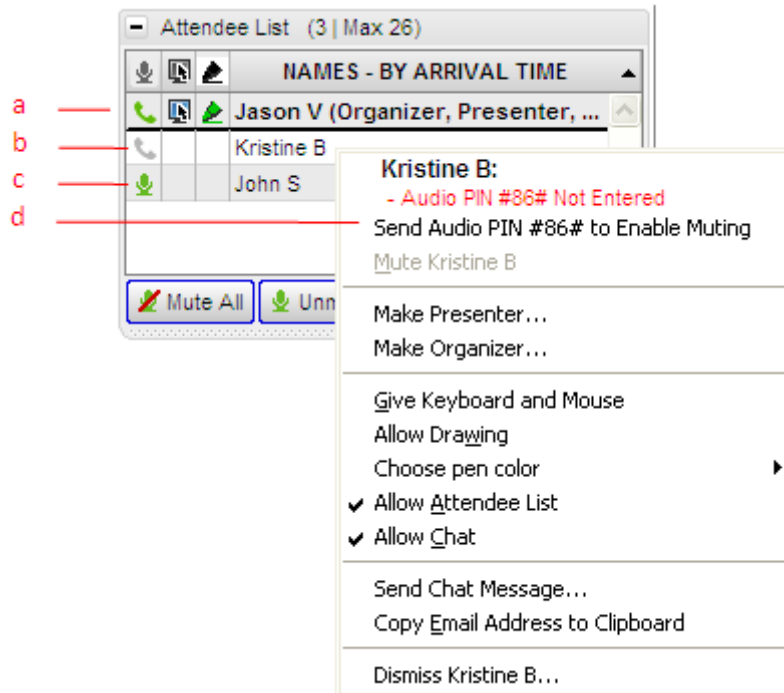 Attendee List (3 | Max 26)
NAMES - BY ARRIVAL TIME
a
Jason V (Organizer, Presenter, ...
b
Kristine B
c
John S
Kristine B:
- Audio PIN #86# Not Entered
d
Send Audio PIN #86# to Enable Muting
Mute Kristine B
Mute All
Unm
Make Presenter...
Make Organizer...
Give Keyboard and Mouse
Allow Drawing
Choose pen color
Allow Attendee List
Allow Chat
Send Chat Message...
Copy Email Address to Clipboard
Dismiss Kristine B...